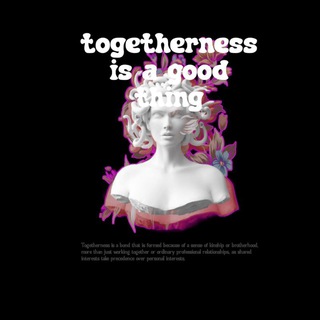 togetherness
is a good
thing
Togetherness is a bond that is formed because of a sense of kinship or brotherhood,
more than just working together or ordinary professional relationships, so shared
interests take precedence over personal interests.